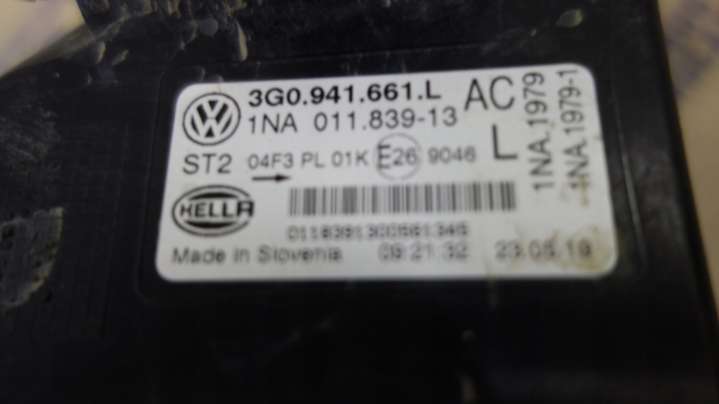 3G0.941.661.L AC
1NA 011.839-13
ST2 04F3 PL 01K E26 9046 L
HELLA
Made in Slovenia 09:21:32 23.05.19
1NA.1979
1NA.1979-1